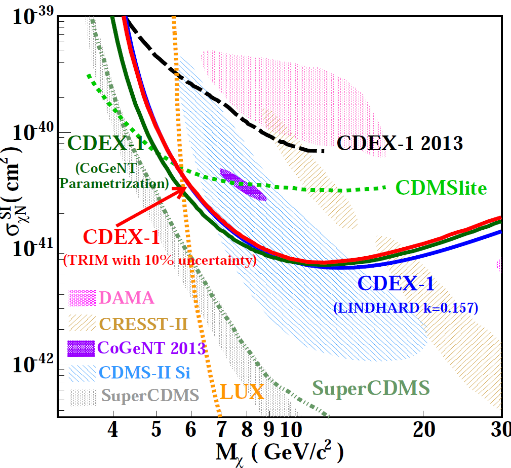 10⁻³⁹
10⁻⁴⁰
10⁻⁴¹
10⁻⁴²
σ^SI_χN (cm²)
CDEX-1 2013
CDEX-1
(CoGeNT
Parametrization)
CDMSlite
CDEX-1
(TRIM with 10% uncertainty)
CDEX-1
(LINDHARD k=0.157)
DAMA
CRESST-II
CoGeNT 2013
CDMS-II Si
SuperCDMS
LUX
SuperCDMS
4 5 6 7 8 9 10 20 30
Mχ ( GeV/c² )